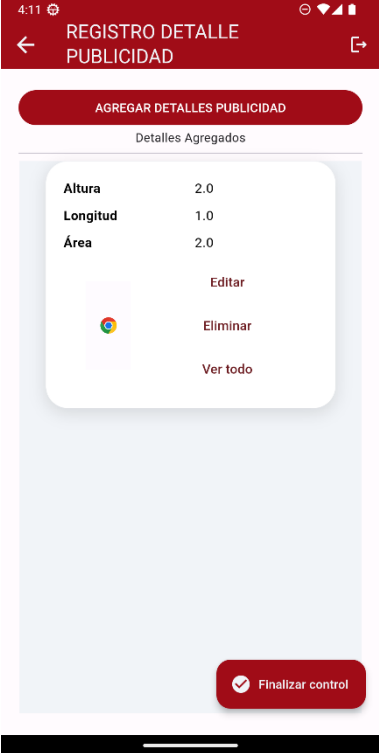 4:11
REGISTRO DETALLE
PUBLICIDAD
AGREGAR DETALLES PUBLICIDAD
Detalles Agregados
Altura 2.0
Longitud 1.0
Área 2.0
Editar
Eliminar
Ver todo
Finalizar control